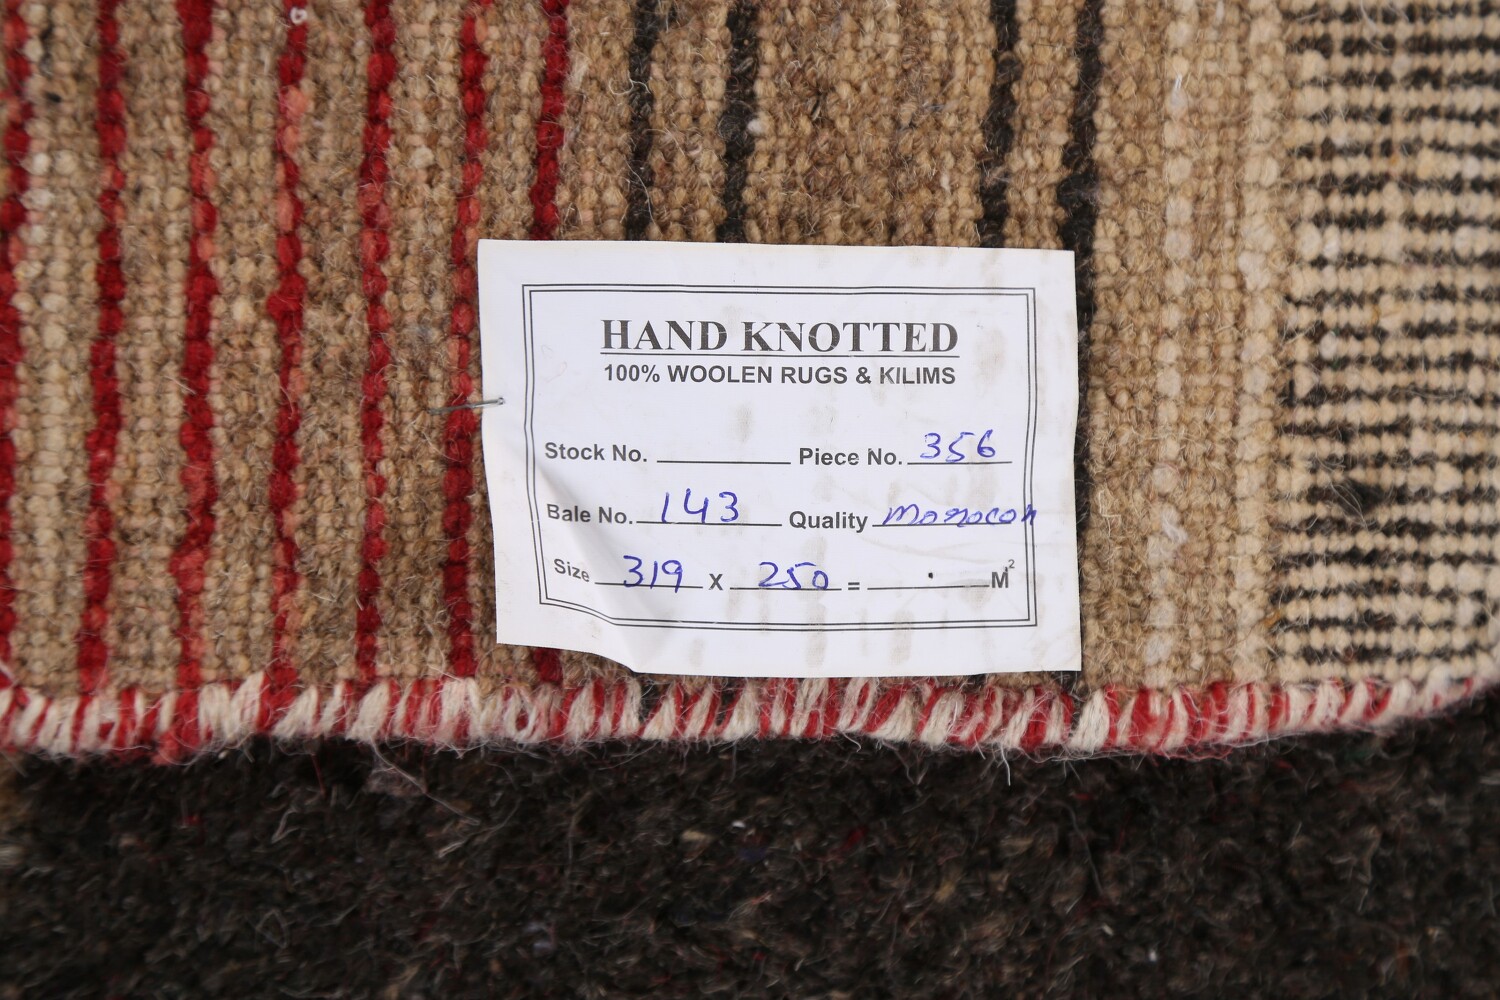 HAND KNOTTED
100% WOOLEN RUGS & KILIMS
Stock No. Piece No. 356
Bale No. 143 Quality Morocon
Size 319 X 250 = . M²